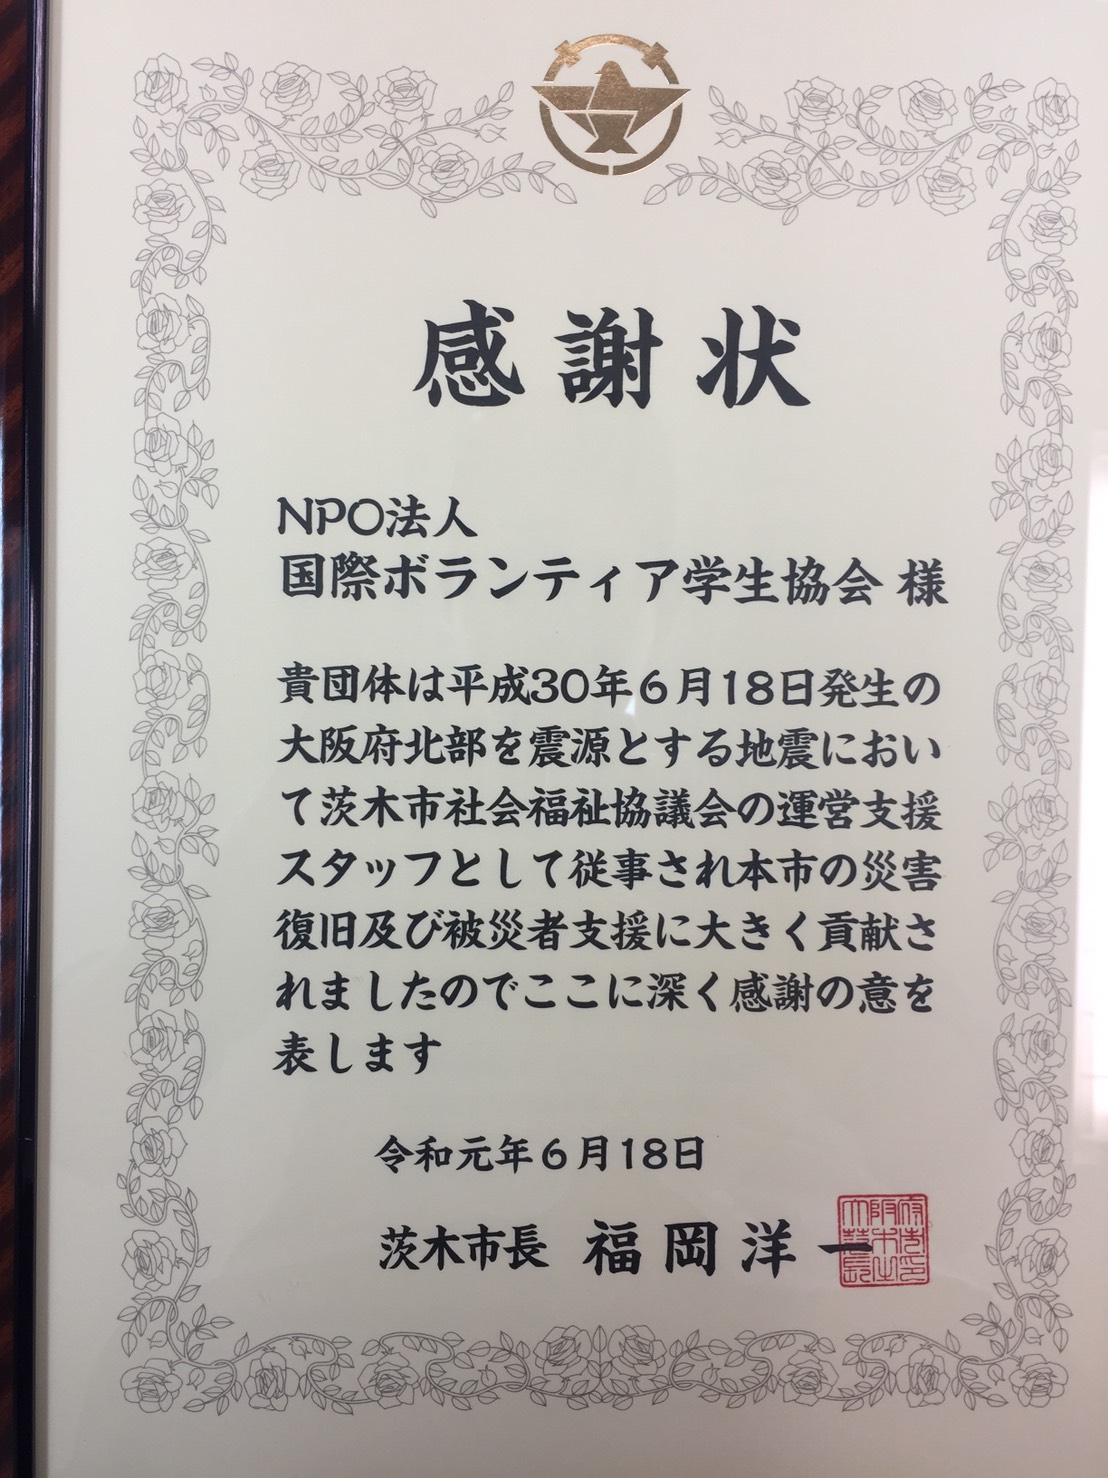 感謝状
NPO法人
国際ボランティア学生協会 様
貴団体は平成30年6月18日発生の
大阪府北部を震源とする地震におい
て茨木市社会福祉協議会の運営支援
スタッフとして従事され本市の災害
復旧及び被災者支援に大きく貢献さ
れましたのでここに深く感謝の意を
表します
令和元年6月18日
茨木市長 福岡洋一